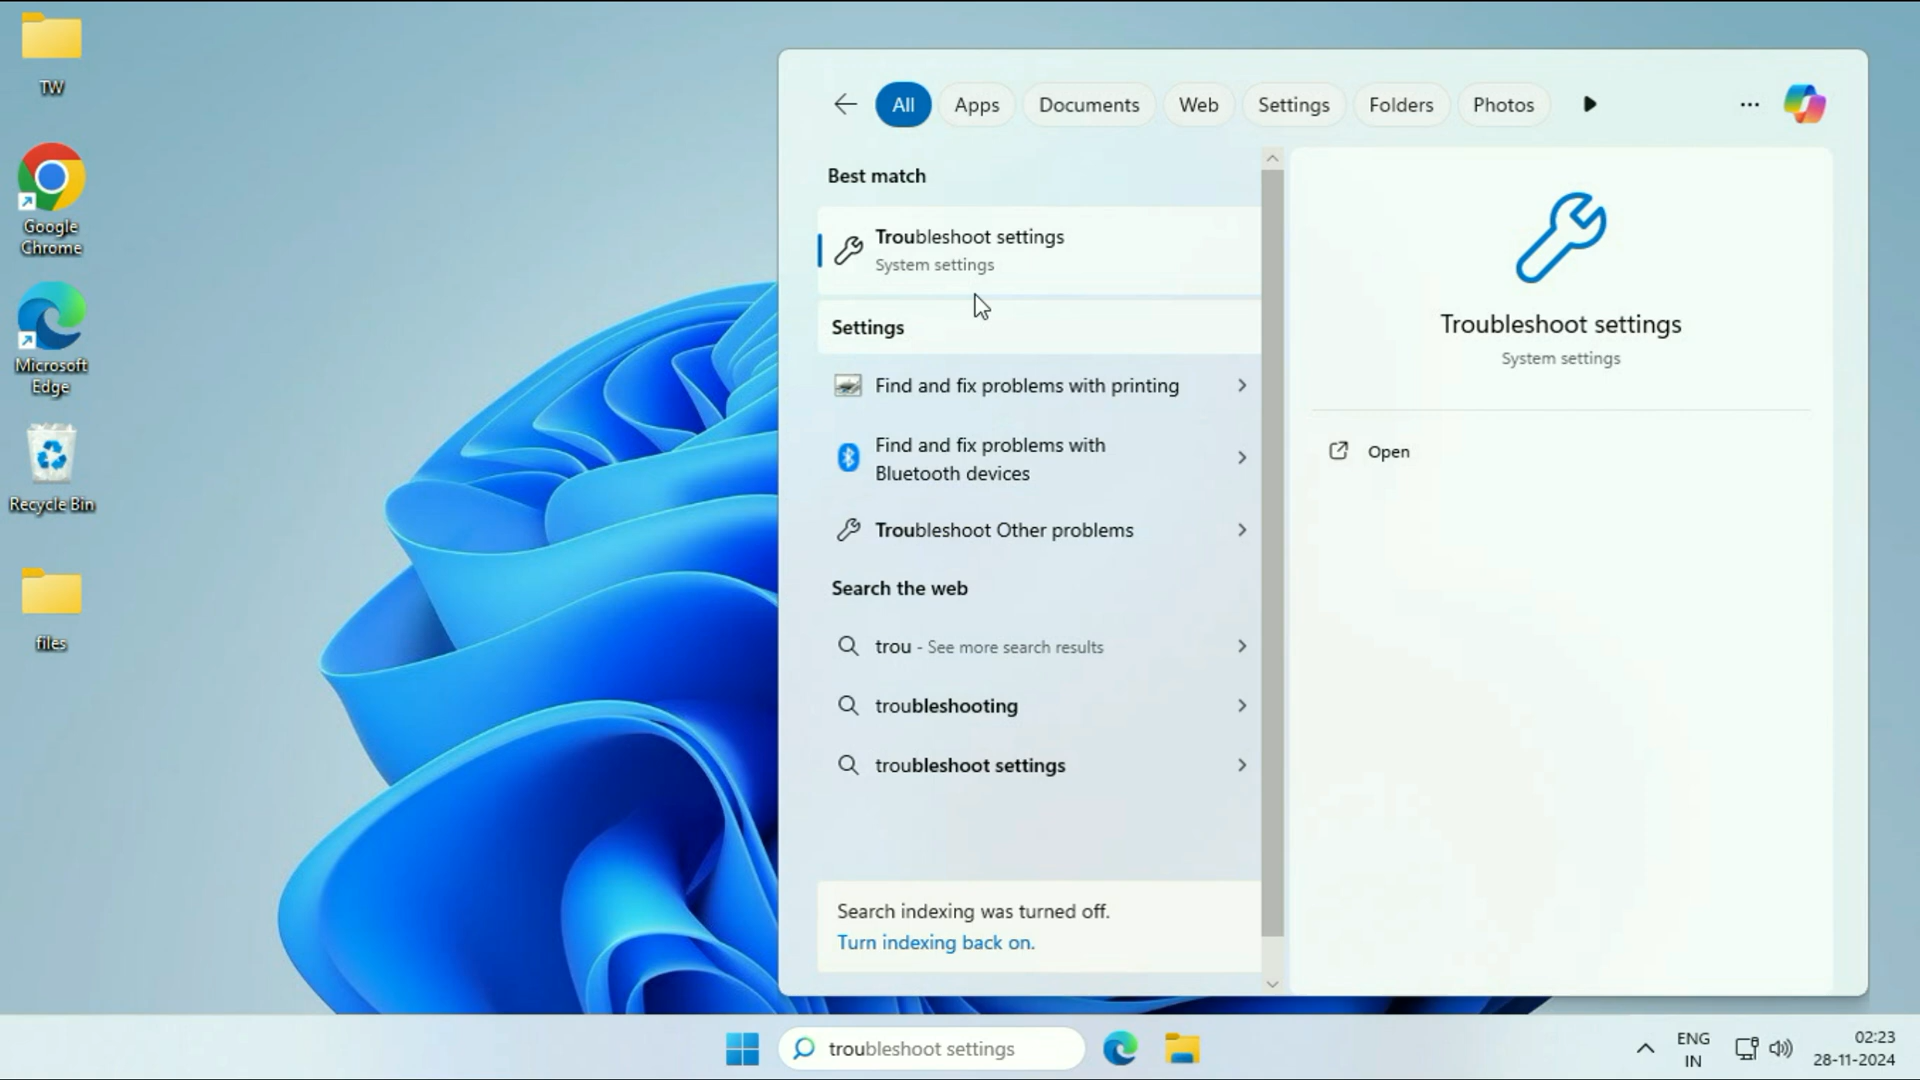 TW
Google
Chrome
Microsoft
Edge
Recycle Bin
files
All
Apps
Documents
Web
Settings
Folders
Photos
Best match
Troubleshoot settings
System settings
Settings
Find and fix problems with printing
Find and fix problems with
Bluetooth devices
Troubleshoot Other problems
Search the web
trou - See more search results
troubleshooting
troubleshoot settings
Search indexing was turned off.
Turn indexing back on.
Troubleshoot settings
System settings
Open
troubleshoot settings
ENG
IN
02:23
28-11-2024